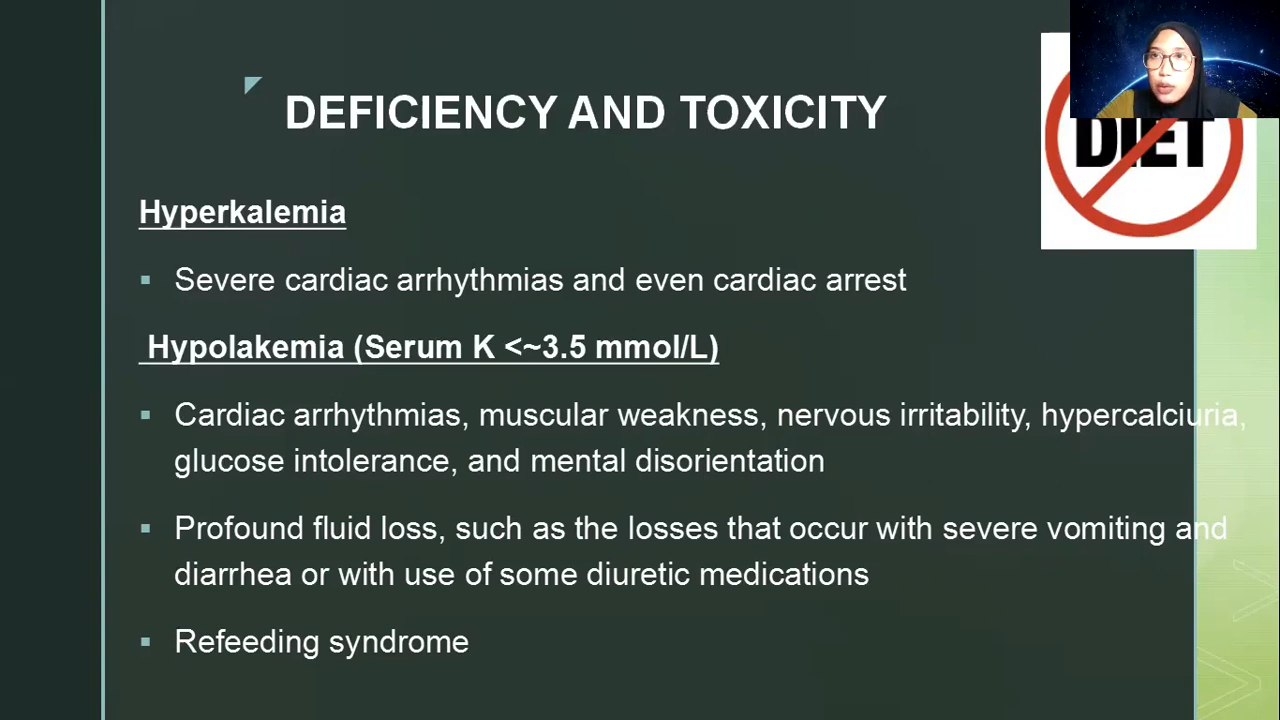 DEFICIENCY AND TOXICITY
DIET
Hyperkalemia
▪ Severe cardiac arrhythmias and even cardiac arrest
Hypolakemia (Serum K <~3.5 mmol/L)
▪ Cardiac arrhythmias, muscular weakness, nervous irritability, hypercalciuria,
glucose intolerance, and mental disorientation
▪ Profound fluid loss, such as the losses that occur with severe vomiting and
diarrhea or with use of some diuretic medications
▪ Refeeding syndrome